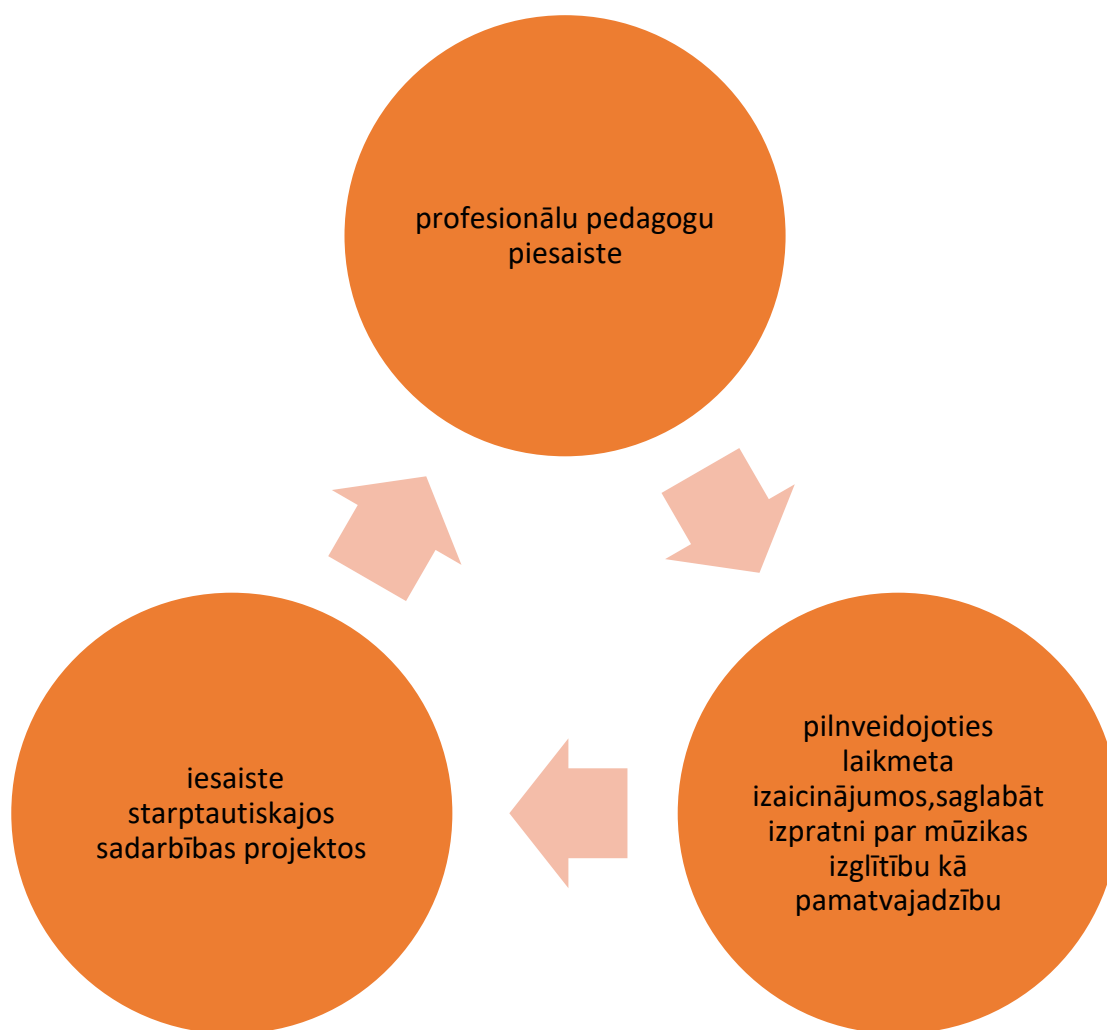 profesionālu pedagogu
piesaiste
pilnveidojoties
laikmeta
izaicinājumos,saglabāt
izpratni par mūzikas
izglītību kā
pamatvajadzību
iesaiste
starptautiskajos
sadarbības projektos